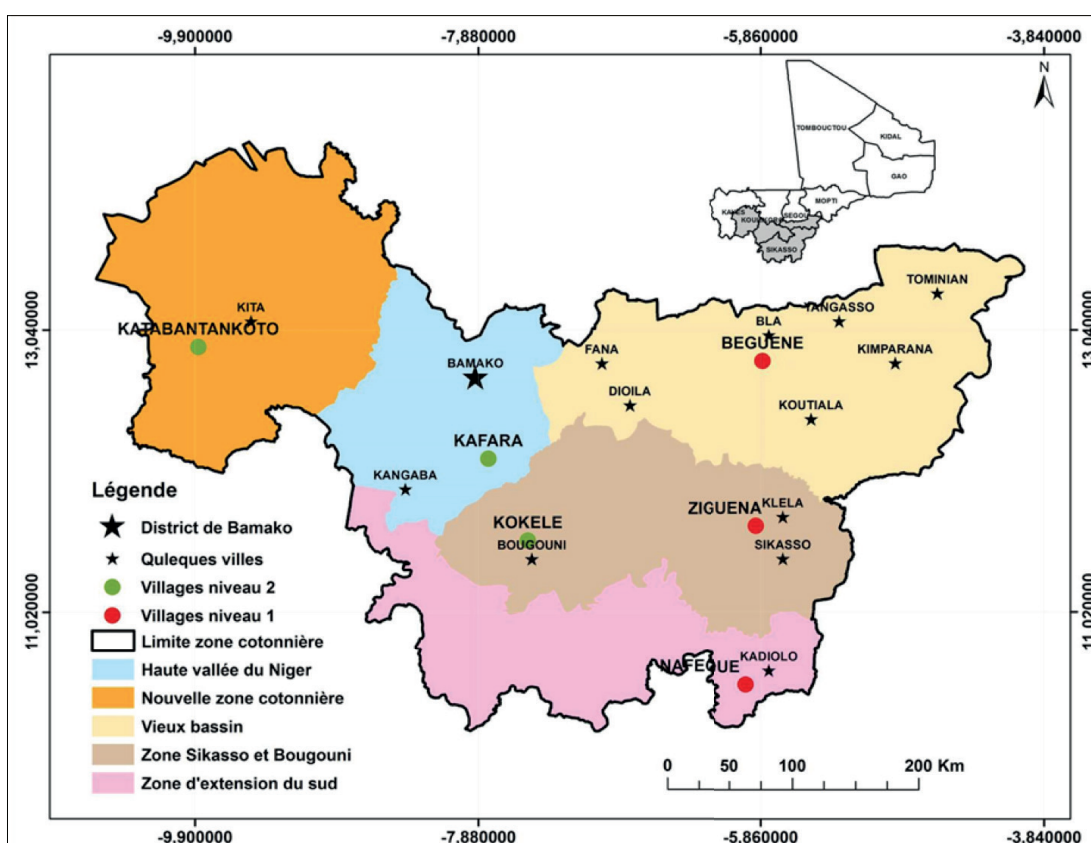 -9,900000 -7,880000 -5,860000 -3,840000
N
TOMBOUCTOU
KIDAL
GAO
MOPTI
KAYES
SEGOU
SIKASSO
13,040000
13,040000
11,020000
11,020000
TOMINIAN
KITA
YANGASSO
KATABANTANKOTO
BLA
BEGUENE
FANA
KIMPARANA
BAMAKO
DIOILA
KOUTIALA
KAFARA
KANGABA
ZIGUENA
KLELA
KOKELE
BOUGOUNI
SIKASSO
NAFEQUE
KADIOLO
Légende
District de Bamako
Quleques villes
Villages niveau 2
Villages niveau 1
Limite zone cotonnière
Haute vallée du Niger
Nouvelle zone cotonnière
Vieux bassin
Zone Sikasso et Bougouni
Zone d'extension du sud
0 50 100 200 Km
-9,900000 -7,880000 -5,860000 -3,840000